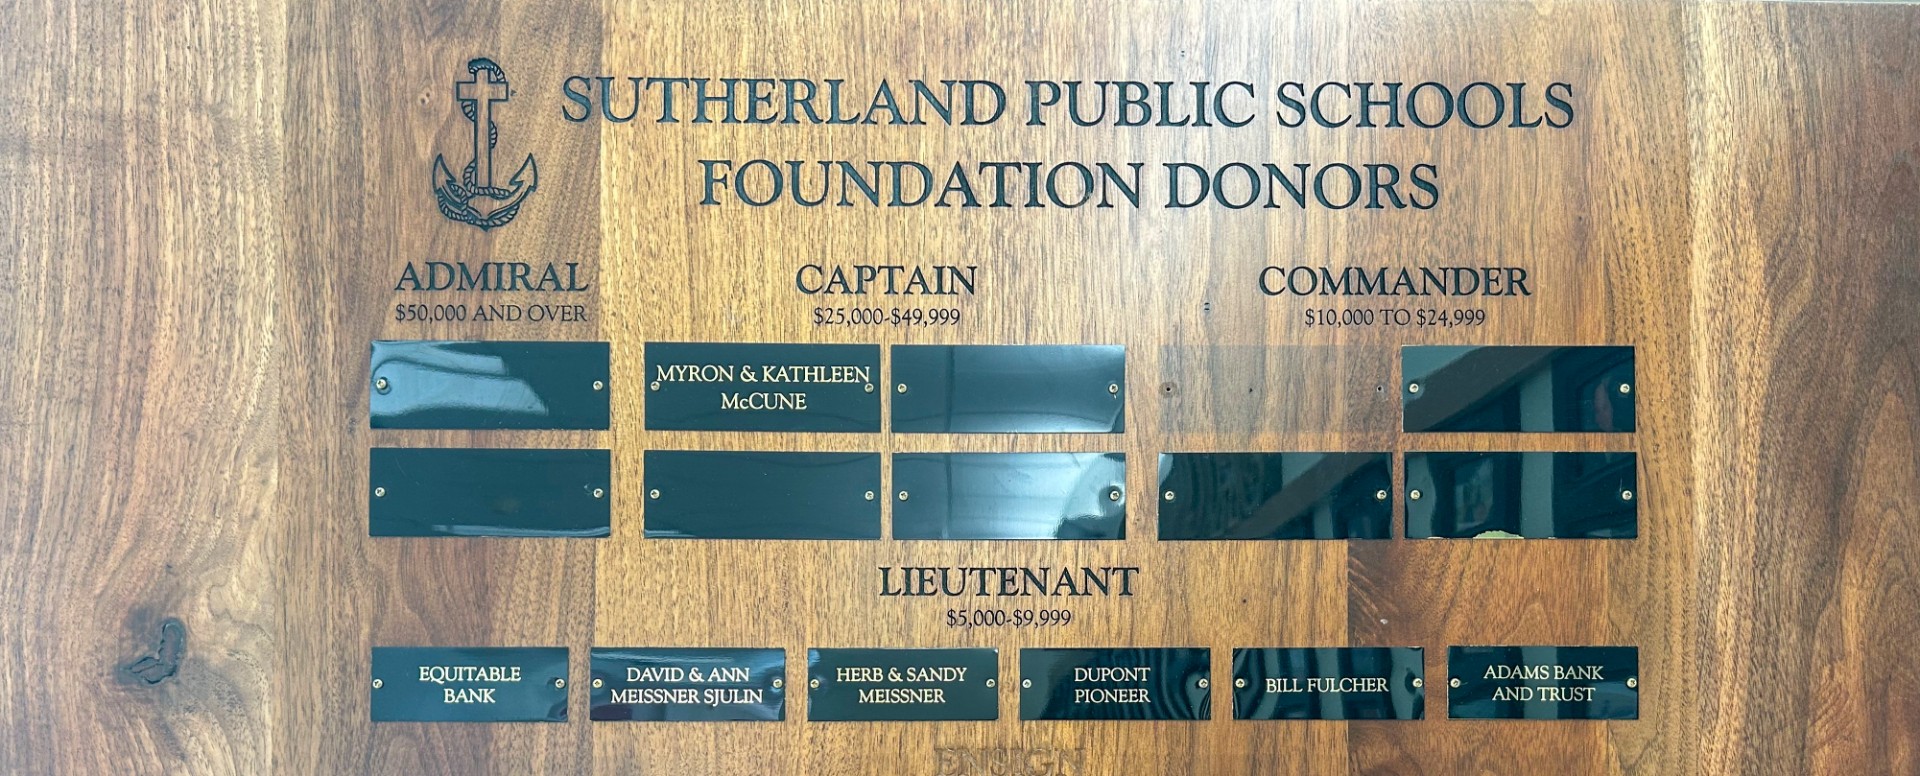 SUTHERLAND PUBLIC SCHOOLS
FOUNDATION DONORS
ADMIRAL
$50,000 AND OVER
CAPTAIN
$25,000-$49,999
COMMANDER
$10,000 TO $24,999
MYRON & KATHLEEN
McCUNE
LIEUTENANT
$5,000-$9,999
EQUITABLE
BANK
DAVID & ANN
MEISSNER SJULIN
HERB & SANDY
MEISSNER
DUPONT
PIONEER
BILL FULCHER
ADAMS BANK
AND TRUST
ENSIGN